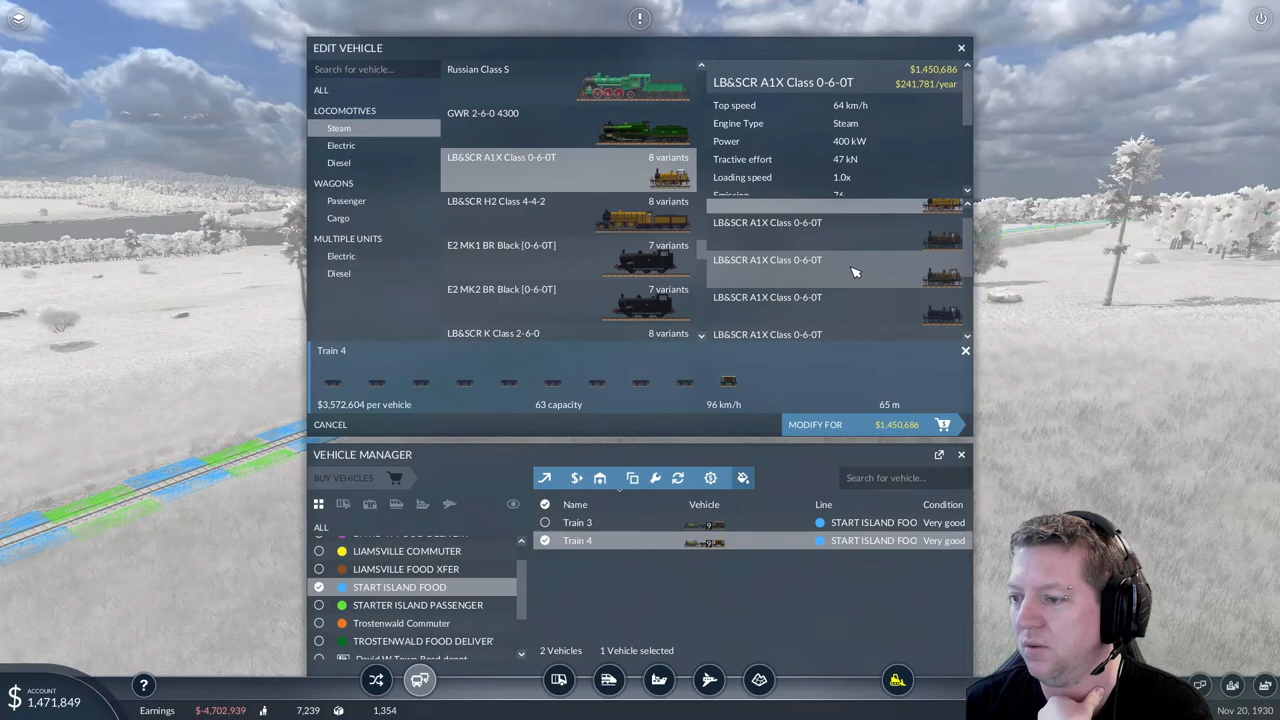 EDIT VEHICLE
Search for vehicle...
ALL
LOCOMOTIVES
Steam
Electric
Diesel
WAGONS
Passenger
Cargo
MULTIPLE UNITS
Electric
Diesel
Russian Class S
GWR 2-6-0 4300
LB&SCR A1X Class 0-6-0T 8 variants
LB&SCR H2 Class 4-4-2 8 variants
E2 MK1 BR Black [0-6-0T] 7 variants
E2 MK2 BR Black [0-6-0T] 7 variants
LB&SCR K Class 2-6-0 8 variants
$1,450,686
LB&SCR A1X Class 0-6-0T $241,781/year
Top speed 64 km/h
Engine Type Steam
Power 400 kW
Tractive effort 47 kN
Loading speed 1.0x
Emission 76
LB&SCR A1X Class 0-6-0T
LB&SCR A1X Class 0-6-0T
LB&SCR A1X Class 0-6-0T
LB&SCR A1X Class 0-6-0T
Train 4
$3,572,604 per vehicle 63 capacity 96 km/h 65 m
CANCEL MODIFY FOR $1,450,686
VEHICLE MANAGER
BUY VEHICLES
Search for vehicle...
ALL
LIAMSVILLE COMMUTER
LIAMSVILLE FOOD XFER
START ISLAND FOOD
STARTER ISLAND PASSENGER
Trostenwald Commuter
TROSTENWALD FOOD DELIVER
David W Town Road depot
Name Vehicle Line Condition
Train 3 9 START ISLAND FOO Very good
Train 4 9 START ISLAND FOO Very good
2 Vehicles 1 Vehicle selected
$ ACCOUNT
1,471,849
?
Earnings $-4,702,939 7,239 1,354
Nov 20, 1930